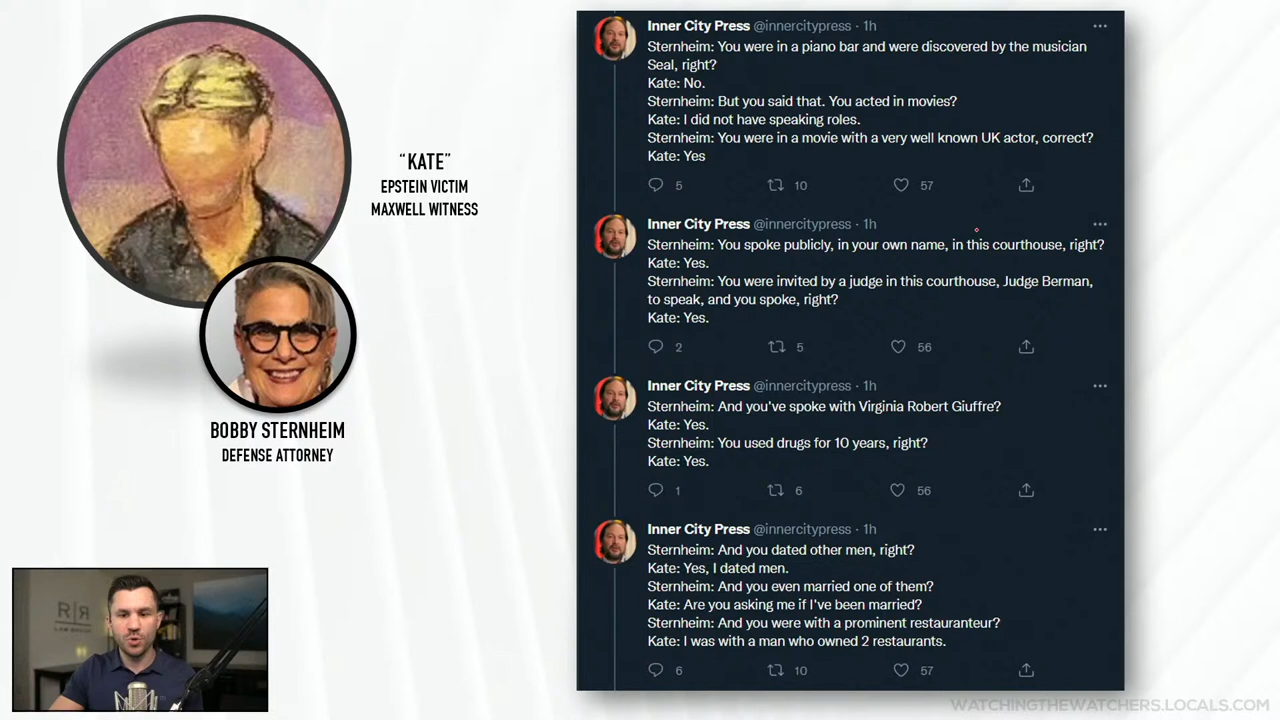 “KATE”
EPSTEIN VICTIM
MAXWELL WITNESS
BOBBY STERNHEIM
DEFENSE ATTORNEY
Inner City Press @innercitypress · 1h
Sternheim: You were in a piano bar and were discovered by the musician
Seal, right?
Kate: No.
Sternheim: But you said that. You acted in movies?
Kate: I did not have speaking roles.
Sternheim: You were in a movie with a very well known UK actor, correct?
Kate: Yes
5 10 57
Inner City Press @innercitypress · 1h
Sternheim: You spoke publicly, in your own name, in this courthouse, right?
Kate: Yes.
Sternheim: You were invited by a judge in this courthouse, Judge Berman,
to speak, and you spoke, right?
Kate: Yes.
2 5 56
Inner City Press @innercitypress · 1h
Sternheim: And you've spoke with Virginia Robert Giuffre?
Kate: Yes.
Sternheim: You used drugs for 10 years, right?
Kate: Yes.
1 6 56
Inner City Press @innercitypress · 1h
Sternheim: And you dated other men, right?
Kate: Yes, I dated men.
Sternheim: And you even married one of them?
Kate: Are you asking me if I've been married?
Sternheim: And you were with a prominent restauranteur?
Kate: I was with a man who owned 2 restaurants.
6 10 57
R|R
LAW GROUP
WATCHINGTHEWATCHERS.LOCALS.COM